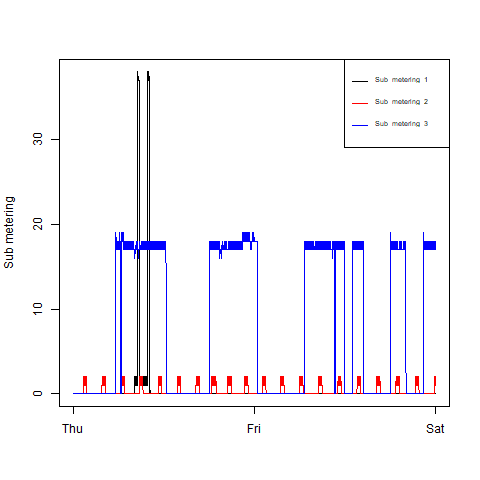 Sub metering 1
Sub metering 2
Sub metering 3
30
20
10
0
Sub metering
Thu Fri Sat